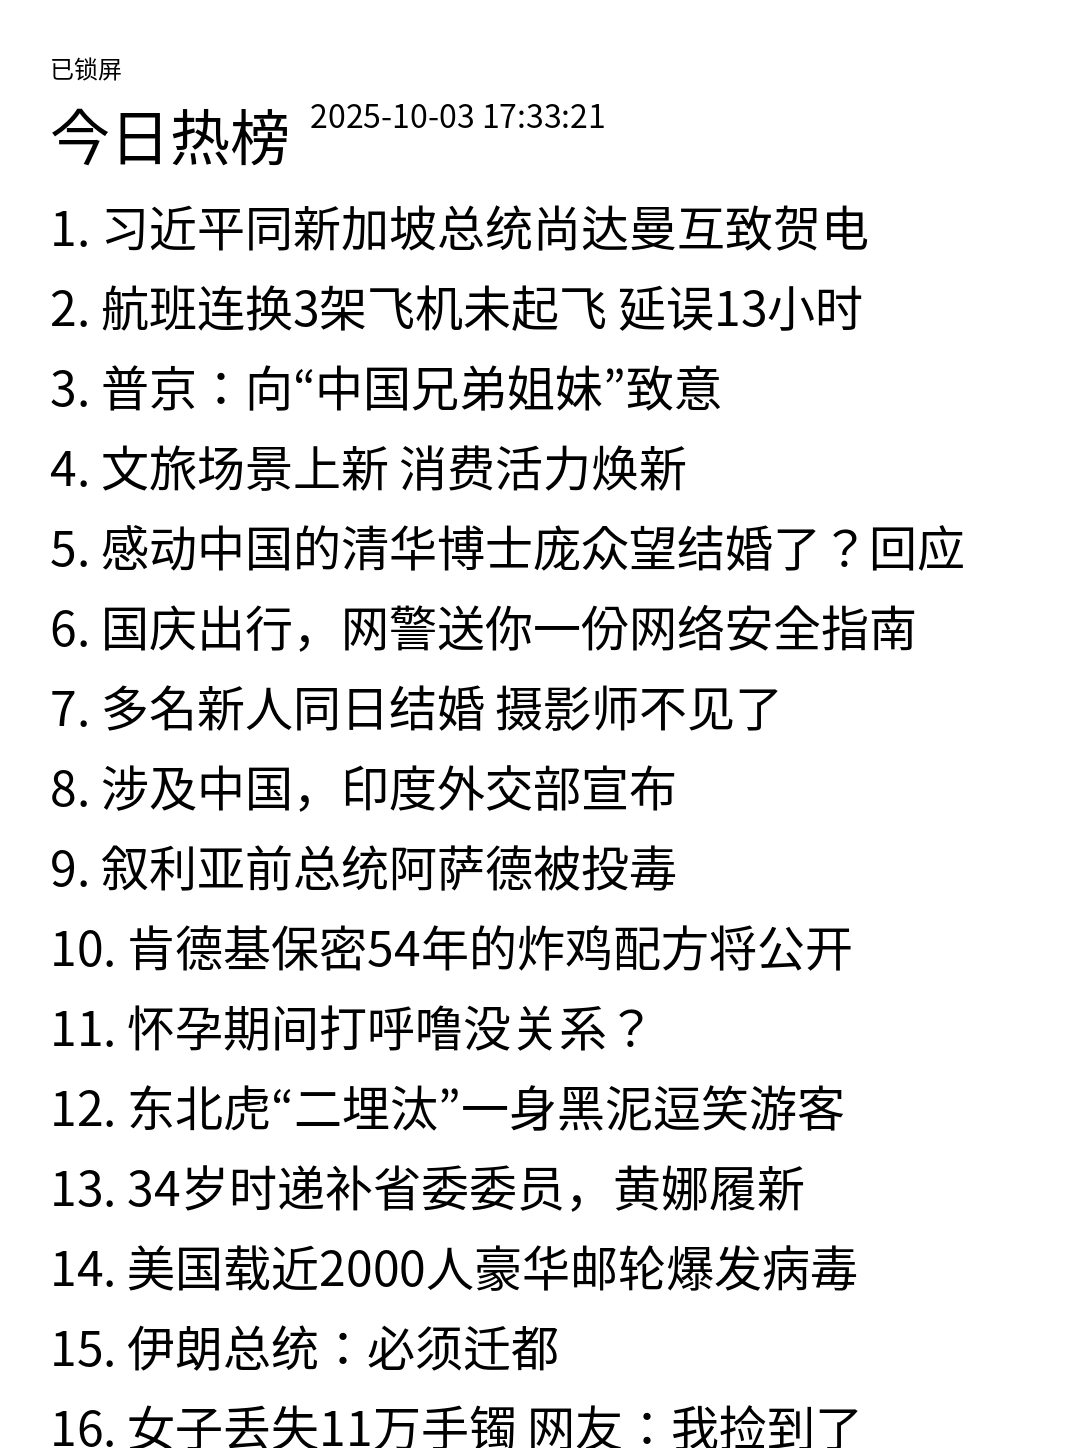 已锁屏
今日热榜 2025-10-03 17:33:21
1. 习近平同新加坡总统尚达曼互致贺电
2. 航班连换3架飞机未起飞 延误13小时
3. 普京：向“中国兄弟姐妹”致意
4. 文旅场景上新 消费活力焕新
5. 感动中国的清华博士庞众望结婚了？回应
6. 国庆出行，网警送你一份网络安全指南
7. 多名新人同日结婚 摄影师不见了
8. 涉及中国，印度外交部宣布
9. 叙利亚前总统阿萨德被投毒
10. 肯德基保密54年的炸鸡配方将公开
11. 怀孕期间打呼噜没关系？
12. 东北虎“二埋汰”一身黑泥逗笑游客
13. 34岁时递补省委委员，黄娜履新
14. 美国载近2000人豪华邮轮爆发病毒
15. 伊朗总统：必须迁都
16. 女子丢失11万手镯 网友：我捡到了